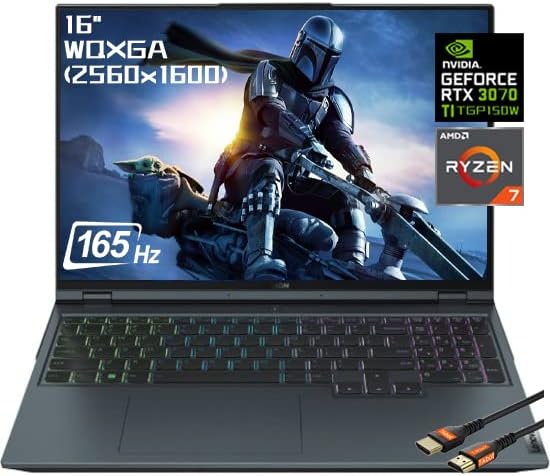 16"
WQXGA
(2560x1600)
NVIDIA.
GEFORCE
RTX 3070
TI TGP150W
AMD
RYZEN
7
165 Hz